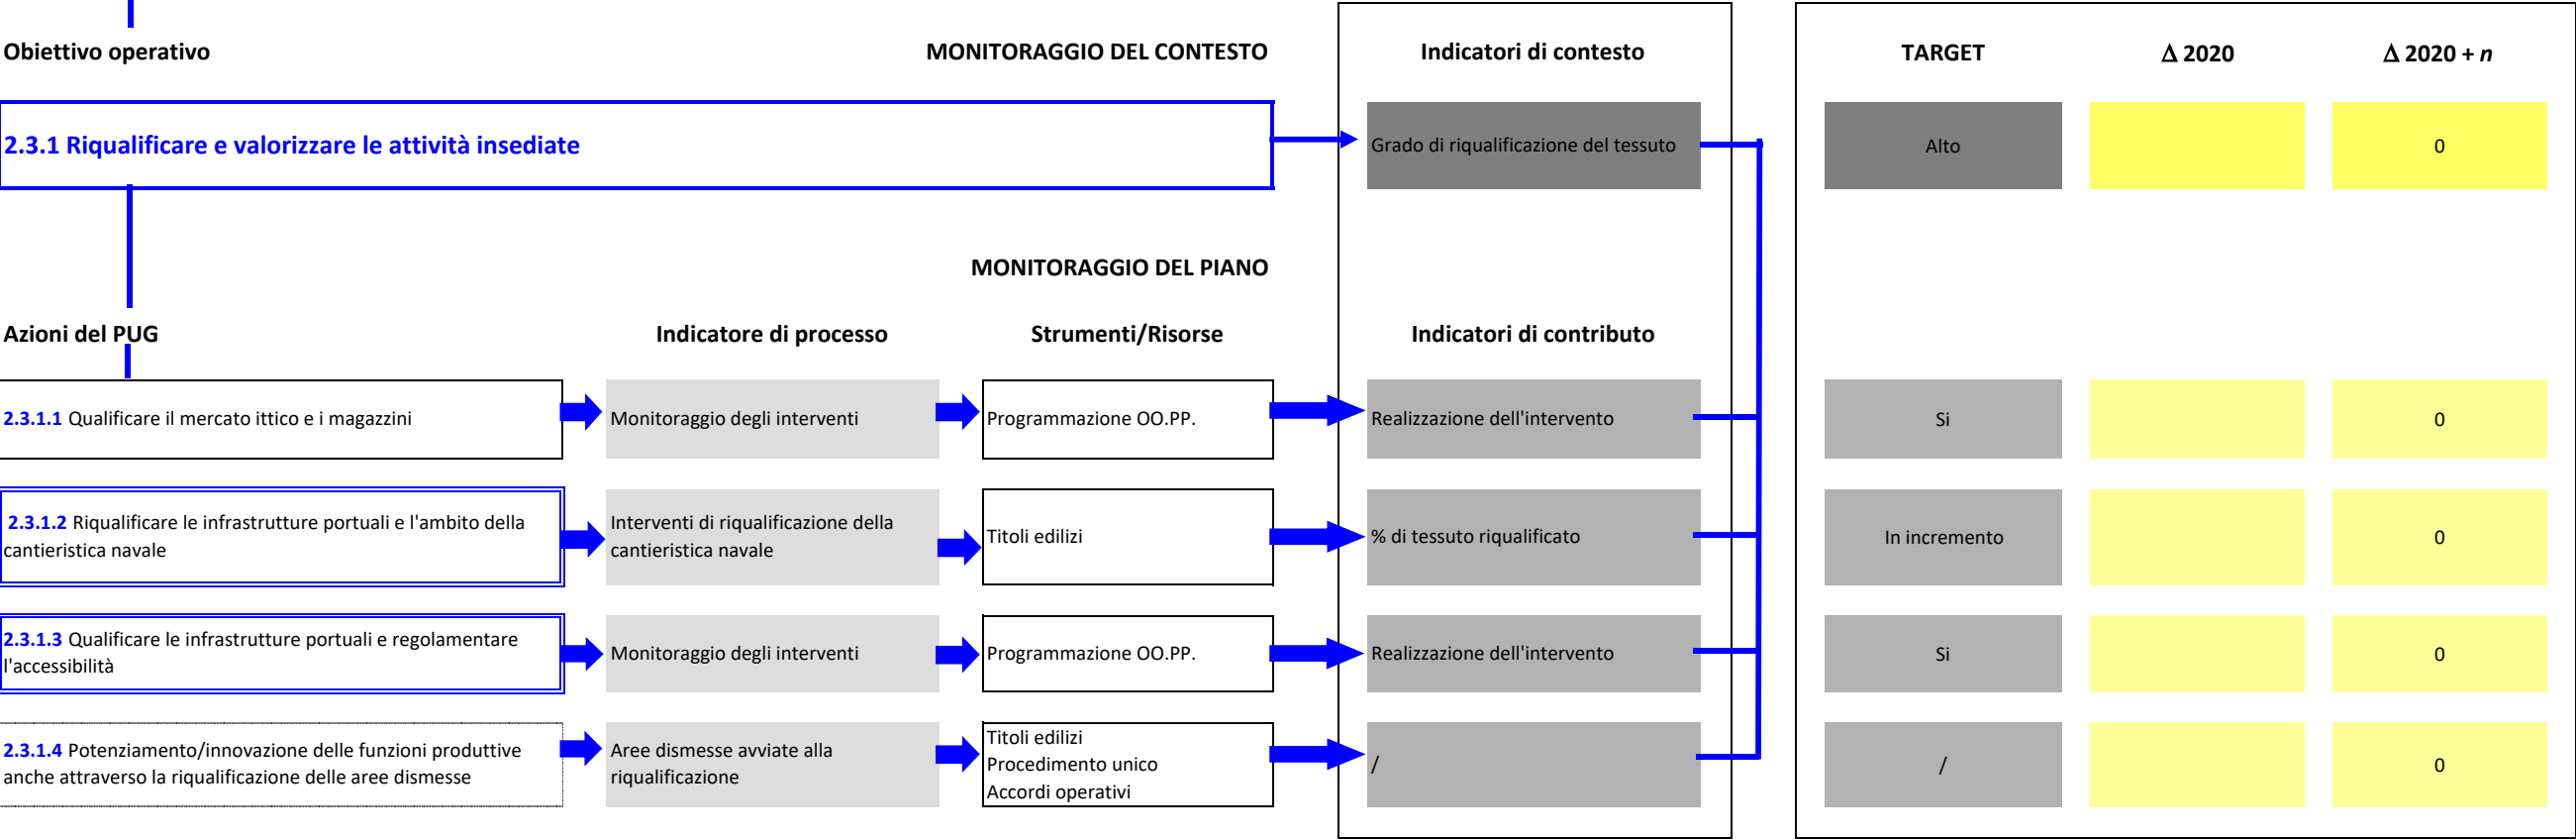 Obiettivo operativo MONITORAGGIO DEL CONTESTO Indicatori di contesto TARGET Δ 2020 Δ 2020 + n
2.3.1 Riqualificare e valorizzare le attività insediate Grado di riqualificazione del tessuto Alto 0
MONITORAGGIO DEL PIANO
Azioni del PUG Indicatore di processo Strumenti/Risorse Indicatori di contributo
2.3.1.1 Qualificare il mercato ittico e i magazzini Monitoraggio degli interventi Programmazione OO.PP. Realizzazione dell'intervento Si 0
2.3.1.2 Riqualificare le infrastrutture portuali e l'ambito della
cantieristica navale
Interventi di riqualificazione della
cantieristica navale
Titoli edilizi % di tessuto riqualificato In incremento 0
2.3.1.3 Qualificare le infrastrutture portuali e regolamentare
l'accessibilità
Monitoraggio degli interventi Programmazione OO.PP. Realizzazione dell'intervento Si 0
2.3.1.4 Potenziamento/innovazione delle funzioni produttive
anche attraverso la riqualificazione delle aree dismesse
Aree dismesse avviate alla
riqualificazione
Titoli edilizi
Procedimento unico
Accordi operativi
/ / 0